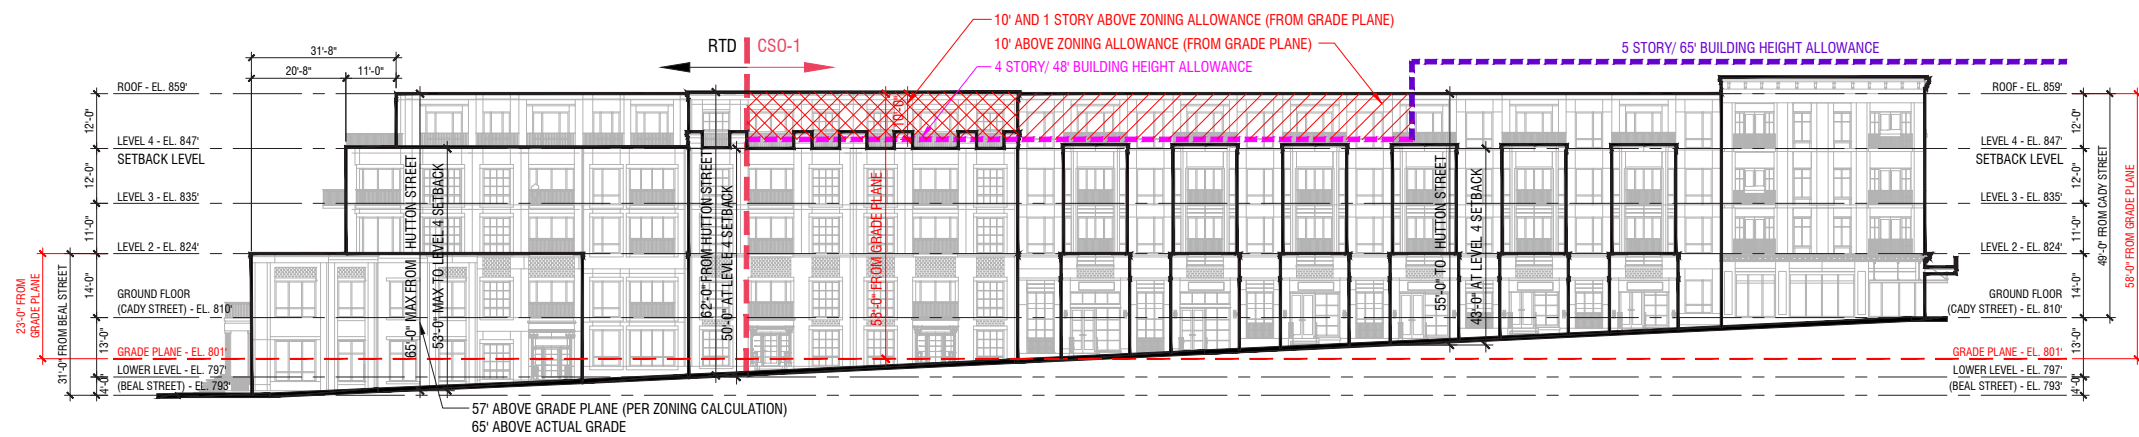 10' AND 1 STORY ABOVE ZONING ALLOWANCE (FROM GRADE PLANE)
10' ABOVE ZONING ALLOWANCE (FROM GRADE PLANE)
4 STORY/ 48' BUILDING HEIGHT ALLOWANCE
5 STORY/ 65' BUILDING HEIGHT ALLOWANCE
RTD
CSO-1
31'-8"
20'-8"
11'-0"
ROOF - EL. 859'
LEVEL 4 - EL. 847'
SETBACK LEVEL
LEVEL 3 - EL. 835'
LEVEL 2 - EL. 824'
GROUND FLOOR
(CADY STREET) - EL. 810'
GRADE PLANE - EL. 801'
LOWER LEVEL - EL. 797'
(BEAL STREET) - EL. 793'
12'-0"
12'-0"
11'-0"
14'-0"
13'-0"
4'-0"
23'-0" FROM
GRADE PLANE
31'-0" FROM BEAL STREET
65'-0" MAX FROM HUTTON STREET
53'-0" MAX TO LEVEL 4 SETBACK
62'-0" FROM HUTTON STREET
50'-0" AT LEVLE 4 SETBACK
58'-0" FROM GRADE PLANE
10'-0"
55'-0" TO HUTTON STREET
43'-0" AT LEVEL 4 SETBACK
57' ABOVE GRADE PLANE (PER ZONING CALCULATION)
65' ABOVE ACTUAL GRADE
ROOF - EL. 859'
LEVEL 4 - EL. 847'
SETBACK LEVEL
LEVEL 3 - EL. 835'
LEVEL 2 - EL. 824'
GROUND FLOOR
(CADY STREET) - EL. 810'
GRADE PLANE - EL. 801'
LOWER LEVEL - EL. 797'
(BEAL STREET) - EL. 793'
12'-0"
12'-0"
11'-0"
14'-0"
13'-0"
4'-0"
49'-0" FROM CADY STREET
58'-0" FROM GRADE PLANE